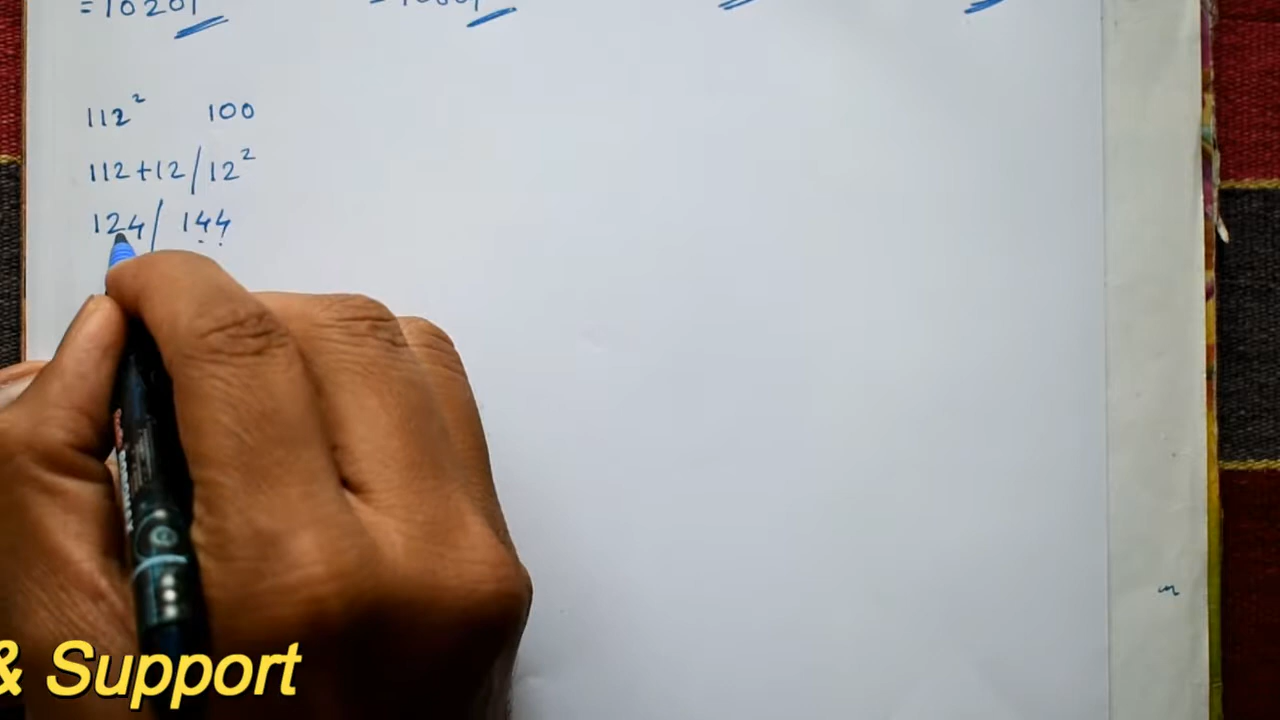 = 10201
112² 100
112+12/12²
124/144
& Support